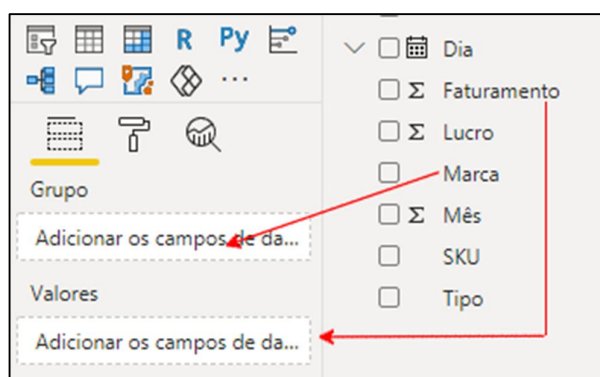 R Py
...
Grupo
Adicionar os campos de da...
Valores
Adicionar os campos de da...
Dia
Σ Faturamento
Σ Lucro
Marca
Σ Mês
SKU
Tipo